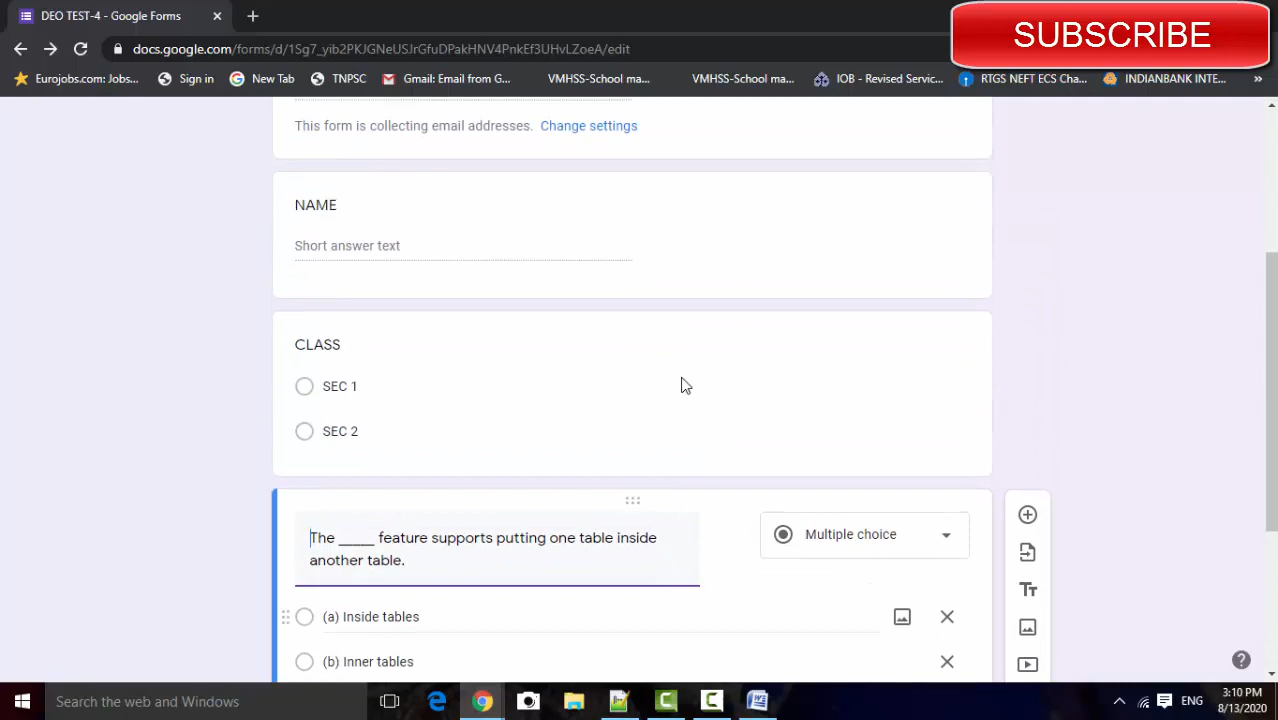 DEO TEST-4 - Google Forms
SUBSCRIBE
docs.google.com/forms/d/1Sg7_yib2PKJGNeUSJrGfuDPakHNV4PnkEf3UHvLZoeA/edit
Eurojobs.com: Jobs...
Sign in
New Tab
TNPSC
Gmail: Email from G...
VMHSS-School ma...
VMHSS-School ma...
IOB - Revised Servic...
RTGS NEFT ECS Cha...
INDIANBANK INTE...
»
This form is collecting email addresses. Change settings
NAME
Short answer text
CLASS
SEC 1
SEC 2
The _____ feature supports putting one table inside
another table.
Multiple choice
(a) Inside tables
(b) Inner tables
Search the web and Windows
ENG
3:10 PM
8/13/2020